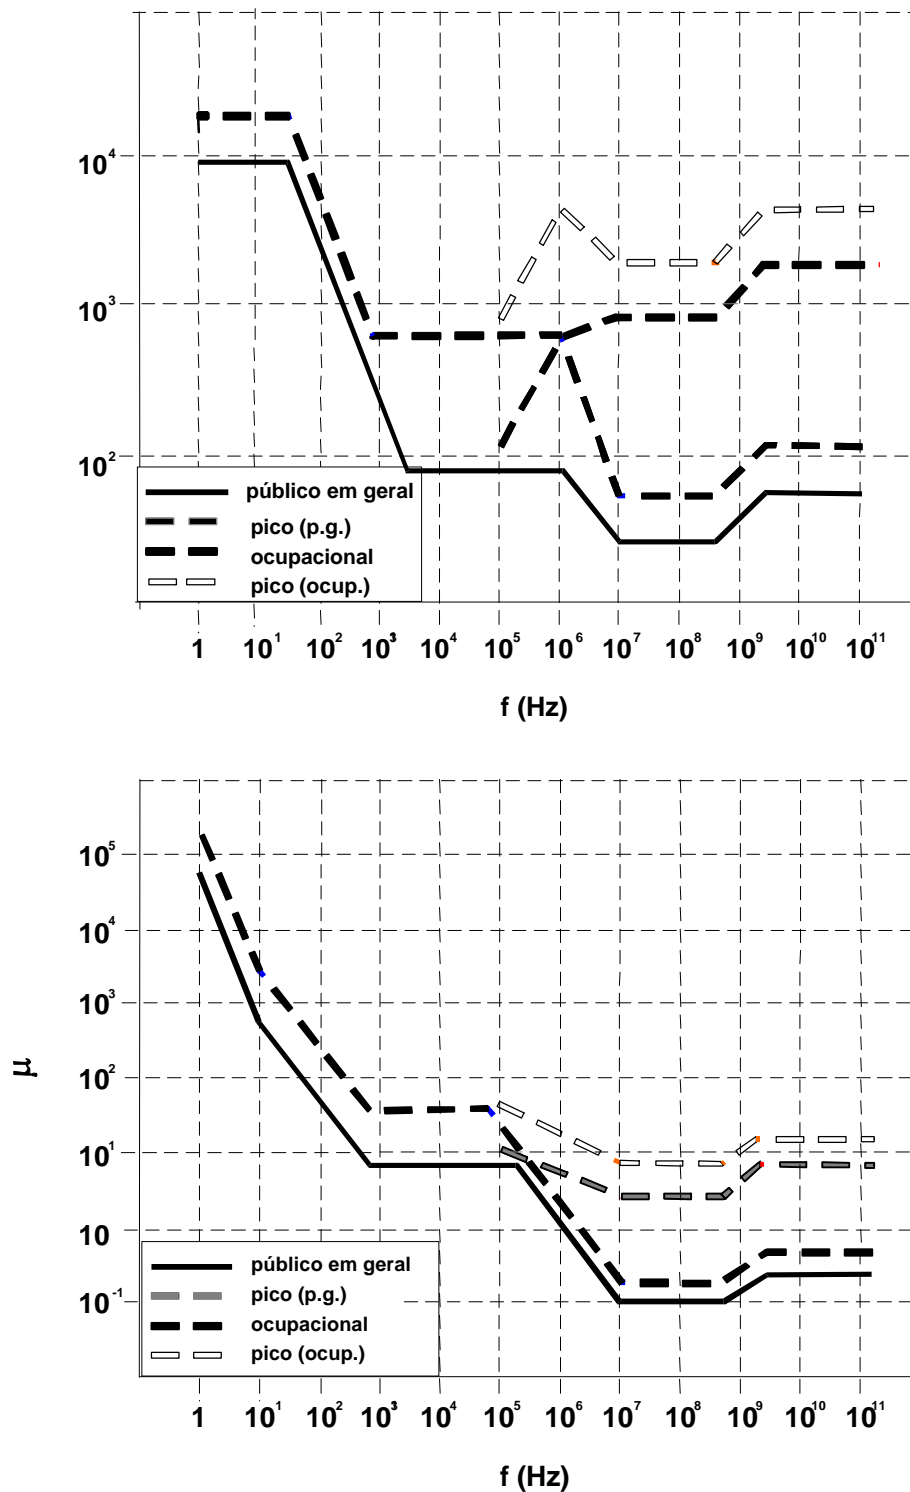 10⁴
10³
10²
público em geral
pico (p.g.)
ocupacional
pico (ocup.)
1 10¹ 10² 10³ 10⁴ 10⁵ 10⁶ 10⁷ 10⁸ 10⁹ 10¹⁰ 10¹¹
f (Hz)
10⁵
10⁴
10³
μ
10²
10¹
10
10⁻¹
público em geral
pico (p.g.)
ocupacional
pico (ocup.)
1 10¹ 10² 10³ 10⁴ 10⁵ 10⁶ 10⁷ 10⁸ 10⁹ 10¹⁰ 10¹¹
f (Hz)